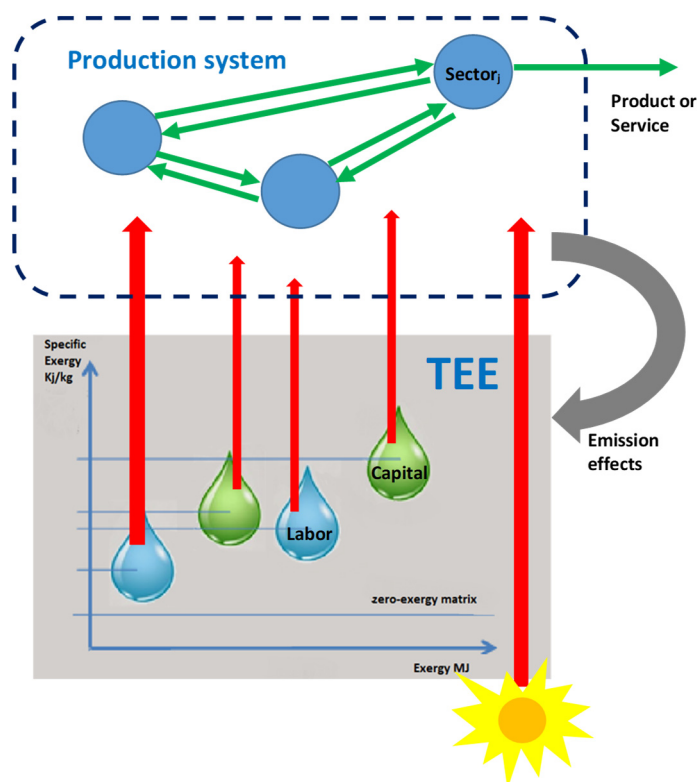 Production system
Sectorj
Product or
Service
Specific
Exergy
Kj/kg
TEE
Emission
effects
Capital
Labor
zero-exergy matrix
Exergy MJ